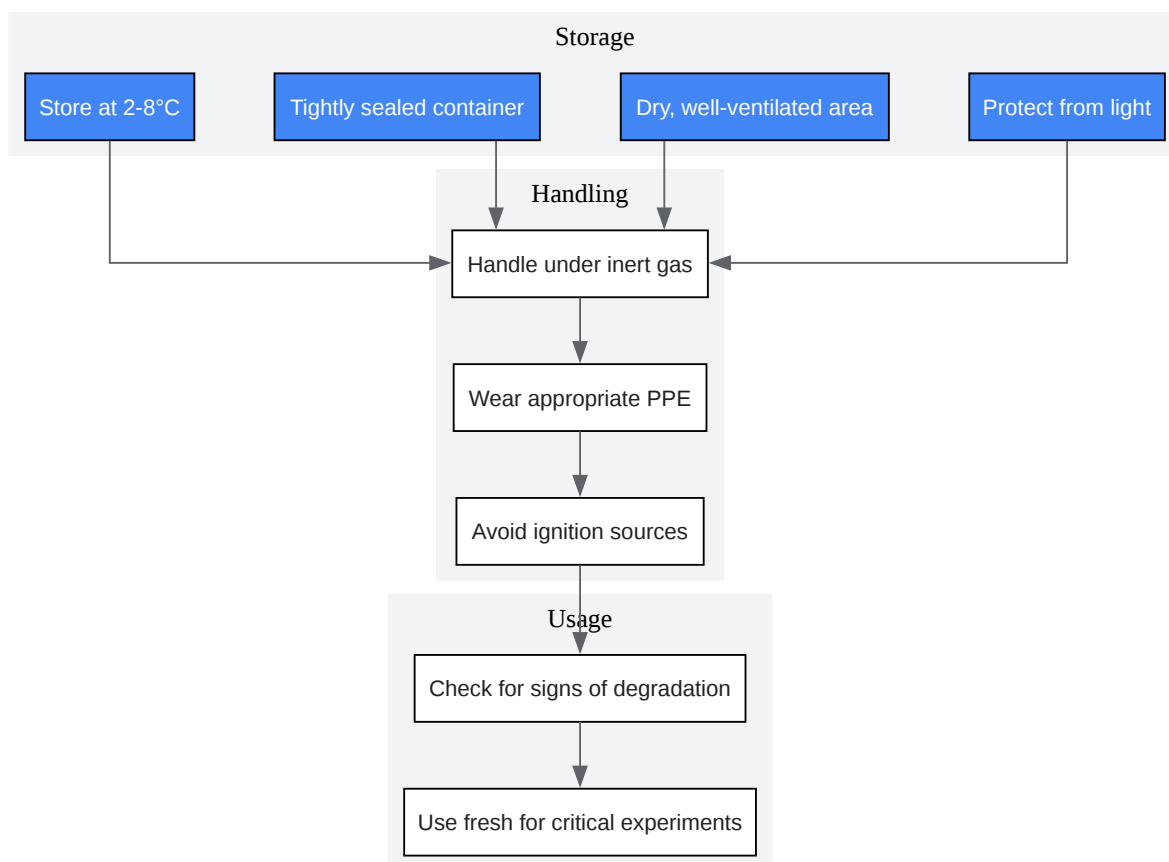 Storage
Store at 2-8°C
Tightly sealed container
Dry, well-ventilated area
Protect from light
Handling
Handle under inert gas
Wear appropriate PPE
Avoid ignition sources
Usage
Check for signs of degradation
Use fresh for critical experiments